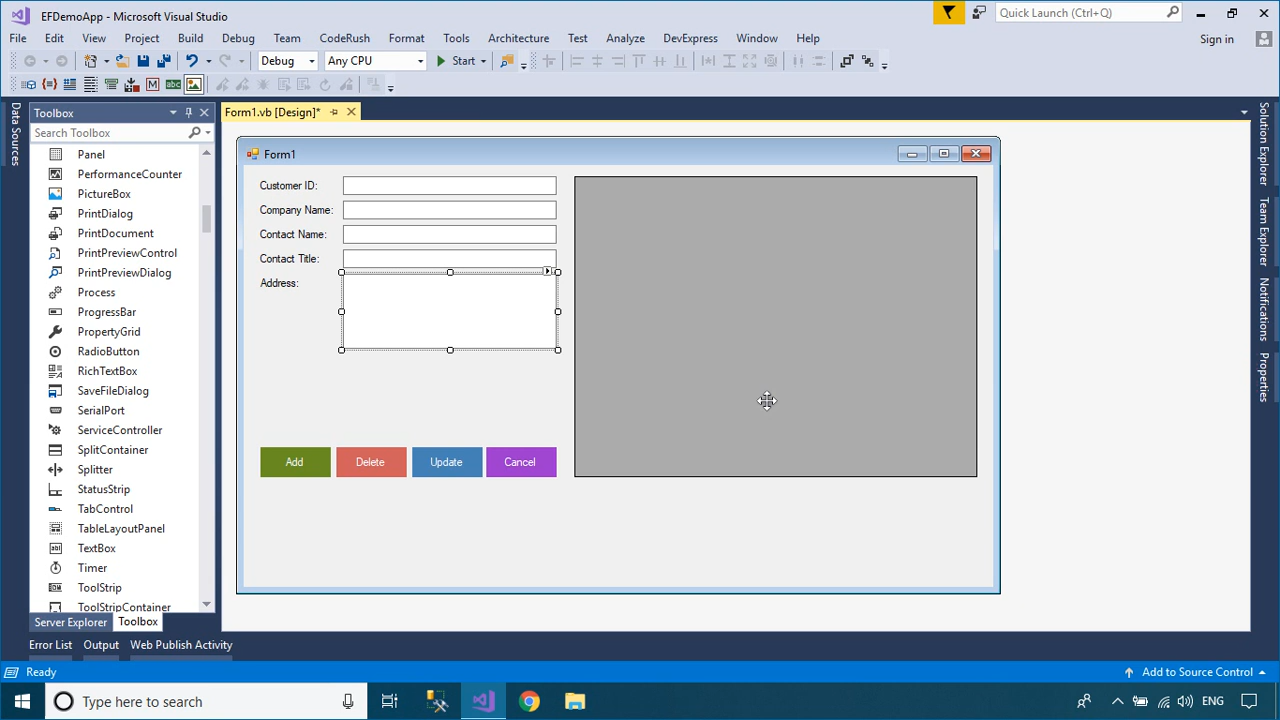 EFDemoApp - Microsoft Visual Studio
Quick Launch (Ctrl+Q)
File Edit View Project Build Debug Team CodeRush Format Tools Architecture Test Analyze DevExpress Window Help
Sign in
Debug Any CPU Start
M abc
Data Sources
Toolbox
Search Toolbox
Panel
PerformanceCounter
PictureBox
PrintDialog
PrintDocument
PrintPreviewControl
PrintPreviewDialog
Process
ProgressBar
PropertyGrid
RadioButton
RichTextBox
SaveFileDialog
SerialPort
ServiceController
SplitContainer
Splitter
StatusStrip
TabControl
TableLayoutPanel
TextBox
Timer
ToolStrip
ToolStripContainer
Server Explorer Toolbox
Form1.vb [Design]*
Form1
Customer ID:
Company Name:
Contact Name:
Contact Title:
Address:
Add Delete Update Cancel
Solution Explorer
Team Explorer
Notifications
Properties
Error List Output Web Publish Activity
Ready
Add to Source Control
Type here to search
ENG